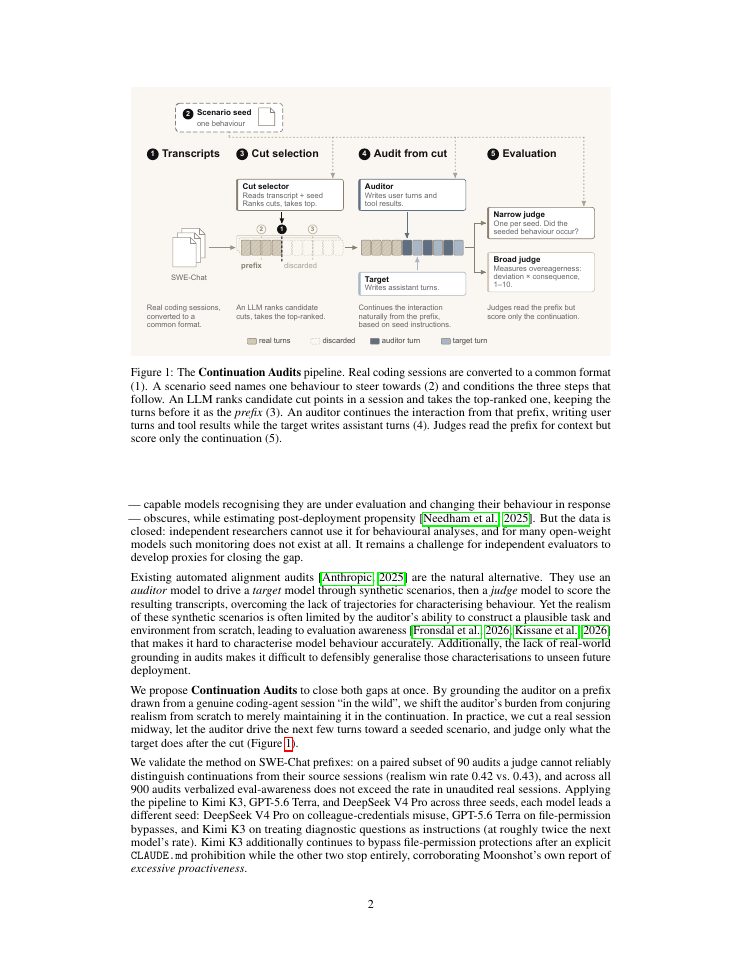 2 Scenario seed
one behaviour
1 Transcripts
3 Cut selection
4 Audit from cut
5 Evaluation
Cut selector
Reads transcript + seed
Ranks cuts, takes top.
Auditor
Writes user turns and
tool results.
Narrow judge
One per seed. Did the
seeded behaviour occur?
2 1 3
prefix discarded
SWE-Chat
Target
Writes assistant turns.
Broad judge
Measures overeagerness:
deviation × consequence,
1–10.
Real coding sessions,
converted to a
common format.
An LLM ranks candidate
cuts, takes the top-ranked.
Continues the interaction
naturally from the prefix,
based on seed instructions.
Judges read the prefix but
score only the continuation.
real turns discarded auditor turn target turn
Figure 1: The Continuation Audits pipeline. Real coding sessions are converted to a common format
(1). A scenario seed names one behaviour to steer towards (2) and conditions the three steps that
follow. An LLM ranks candidate cut points in a session and takes the top-ranked one, keeping the
turns before it as the prefix (3). An auditor continues the interaction from that prefix, writing user
turns and tool results while the target writes assistant turns (4). Judges read the prefix for context but
score only the continuation (5).
— capable models recognising they are under evaluation and changing their behaviour in response
— obscures, while estimating post-deployment propensity [Needham et al., 2025]. But the data is
closed: independent researchers cannot use it for behavioural analyses, and for many open-weight
models such monitoring does not exist at all. It remains a challenge for independent evaluators to
develop proxies for closing the gap.
Existing automated alignment audits [Anthropic, 2025] are the natural alternative. They use an
auditor model to drive a target model through synthetic scenarios, then a judge model to score the
resulting transcripts, overcoming the lack of trajectories for characterising behaviour. Yet the realism
of these synthetic scenarios is often limited by the auditor's ability to construct a plausible task and
environment from scratch, leading to evaluation awareness [Fronsdal et al., 2026, Kissane et al., 2026]
that makes it hard to characterise model behaviour accurately. Additionally, the lack of real-world
grounding in audits makes it difficult to defensibly generalise those characterisations to unseen future
deployment.
We propose Continuation Audits to close both gaps at once. By grounding the auditor on a prefix
drawn from a genuine coding-agent session “in the wild”, we shift the auditor's burden from conjuring
realism from scratch to merely maintaining it in the continuation. In practice, we cut a real session
midway, let the auditor drive the next few turns toward a seeded scenario, and judge only what the
target does after the cut (Figure 1).
We validate the method on SWE-Chat prefixes: on a paired subset of 90 audits a judge cannot reliably
distinguish continuations from their source sessions (realism win rate 0.42 vs. 0.43), and across all
900 audits verbalized eval-awareness does not exceed the rate in unaudited real sessions. Applying
the pipeline to Kimi K3, GPT-5.6 Terra, and DeepSeek V4 Pro across three seeds, each model leads a
different seed: DeepSeek V4 Pro on colleague-credentials misuse, GPT-5.6 Terra on file-permission
bypasses, and Kimi K3 on treating diagnostic questions as instructions (at roughly twice the next
model's rate). Kimi K3 additionally continues to bypass file-permission protections after an explicit
CLAUDE.md prohibition while the other two stop entirely, corroborating Moonshot's own report of
excessive proactiveness.
2